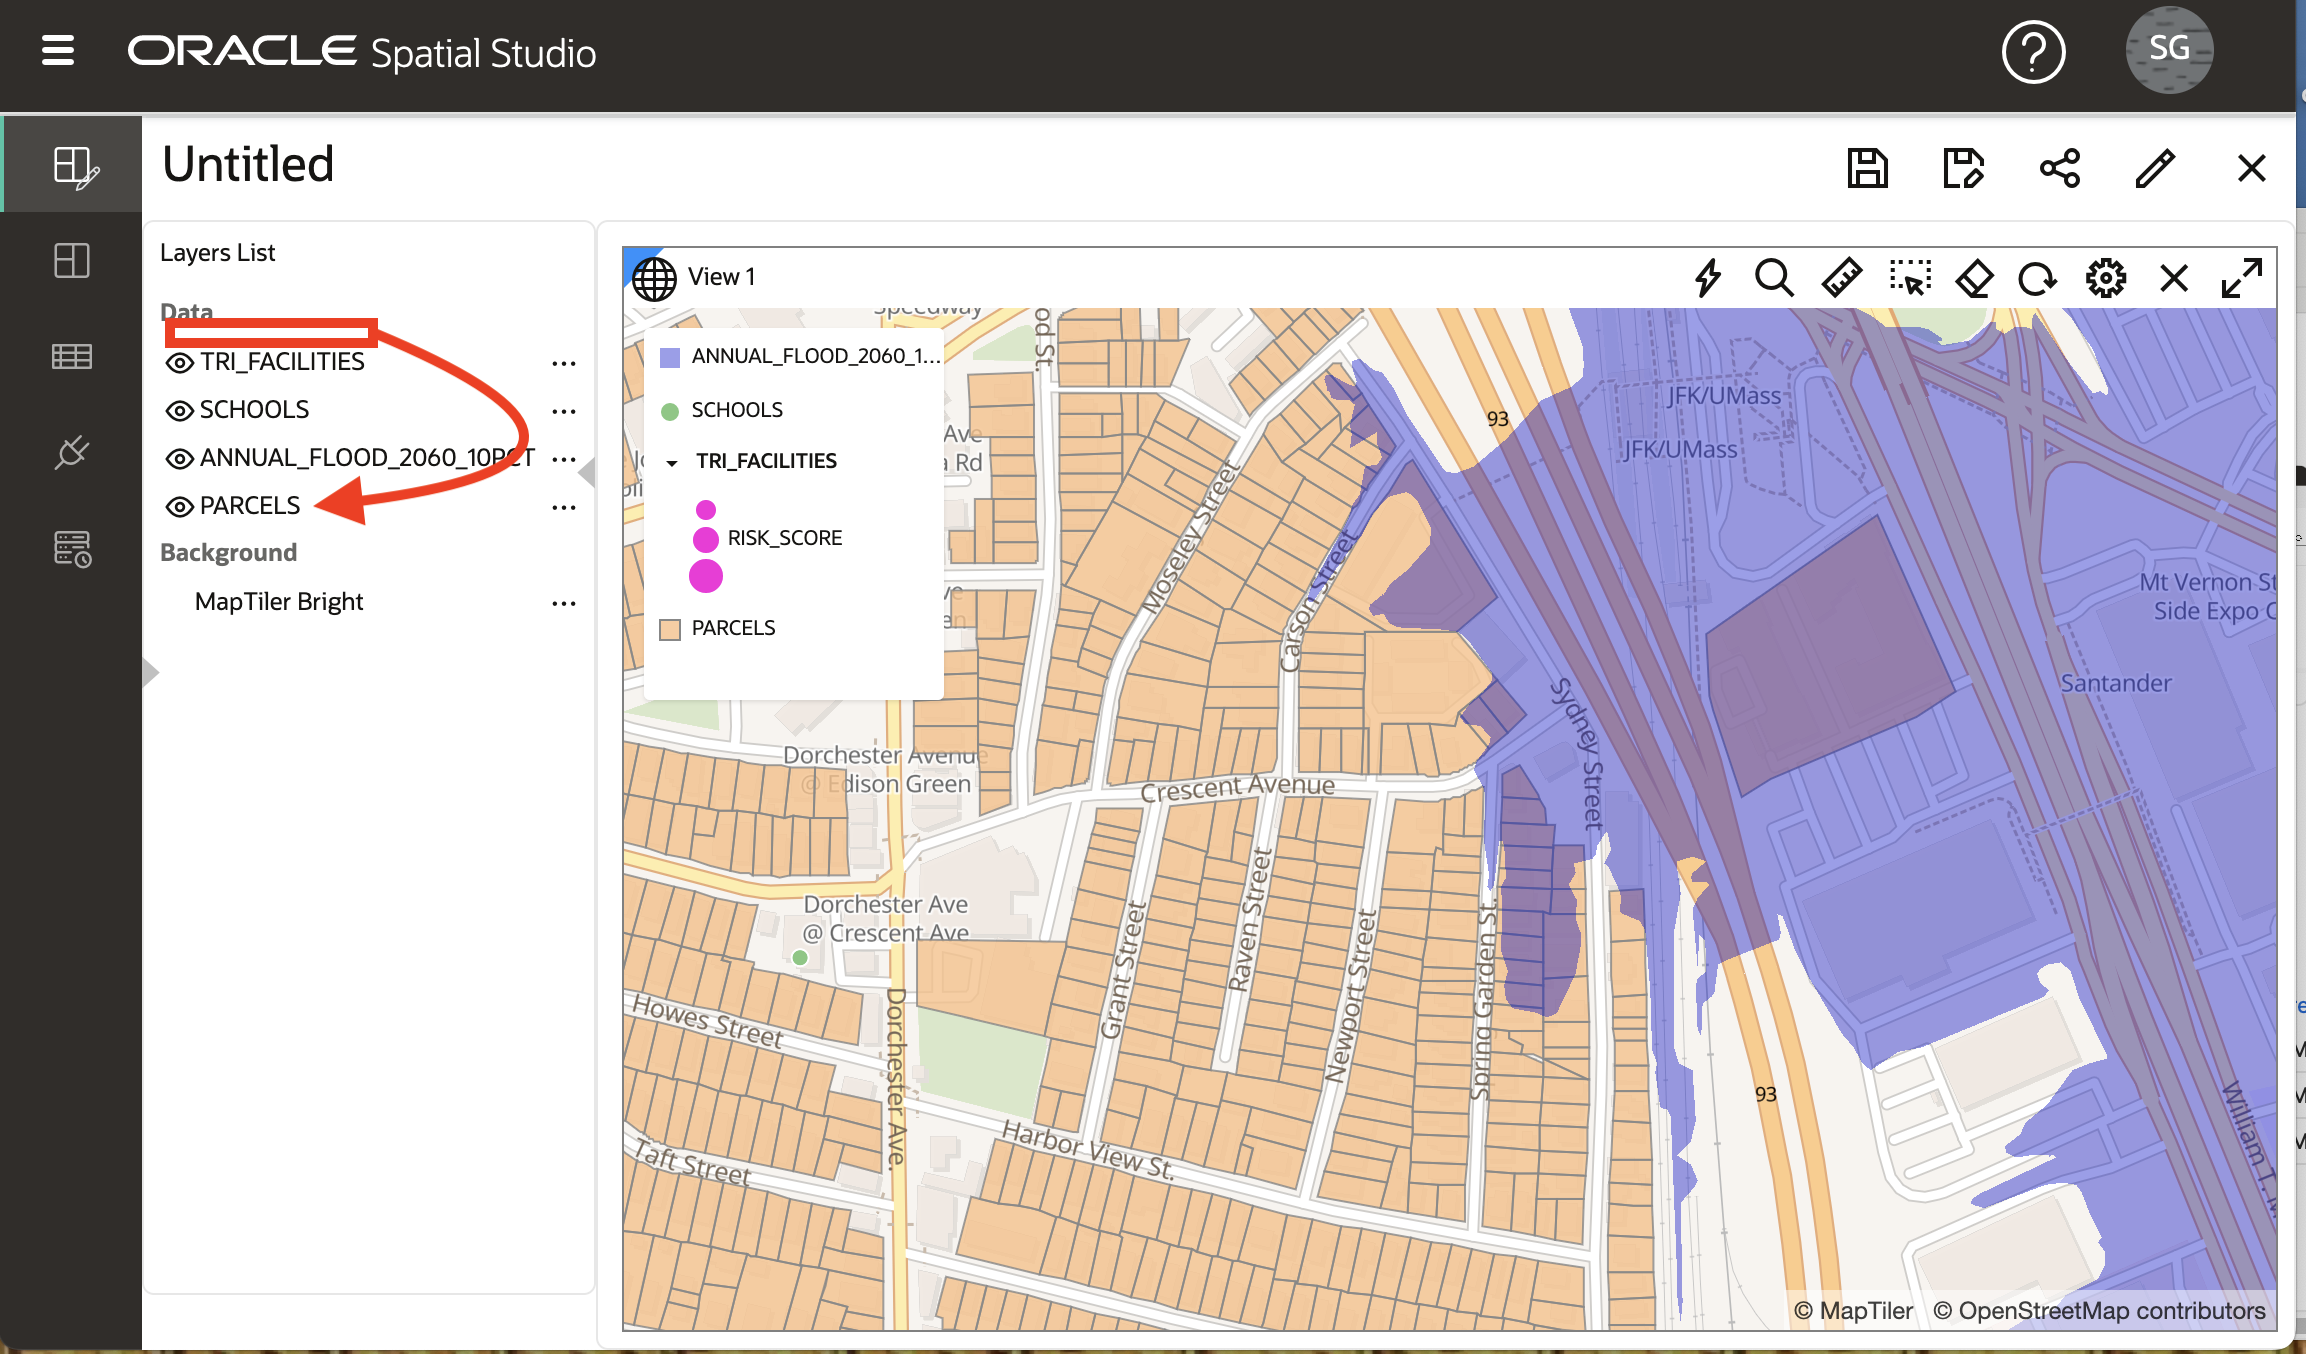 ORACLE Spatial Studio
SG
Untitled
Layers List
Data
TRI_FACILITIES
SCHOOLS
ANNUAL_FLOOD_2060_10PCT
PARCELS
Background
MapTiler Bright
View 1
ANNUAL_FLOOD_2060_1...
SCHOOLS
TRI_FACILITIES
RISK_SCORE
PARCELS
Speedway
93
JFK/UMass
JFK/UMass
Moseley Street
Carson Street
Mt Vernon St
Side Expo C
Santander
Sydney Street
Dorchester Avenue
@ Edison Green
Crescent Avenue
Dorchester Ave
@ Crescent Ave
Grant Street
Raven Street
Newport Street
Spring Garden St.
Howes Street
Dorchester Ave.
93
Harbor View St.
Taft Street
William T. M
© MapTiler © OpenStreetMap contributors